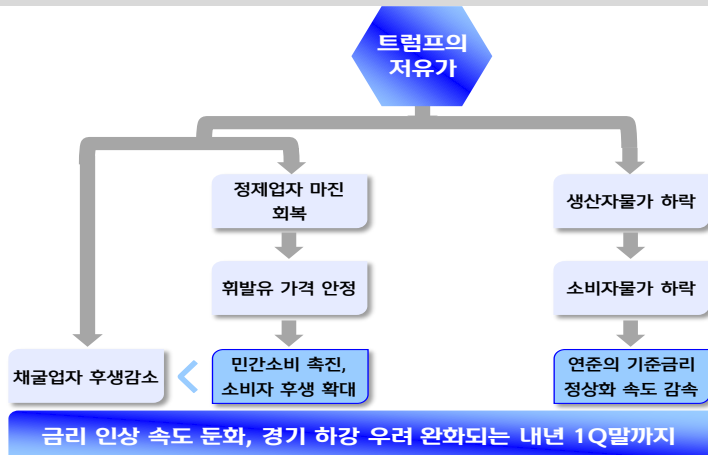 트럼프의
저유가
정제업자 마진
회복
생산자물가 하락
휘발유 가격 안정
소비자물가 하락
채굴업자 후생감소
<
민간소비 촉진,
소비자 후생 확대
연준의 기준금리
정상화 속도 감속
금리 인상 속도 둔화, 경기 하강 우려 완화되는 내년 1Q말까지